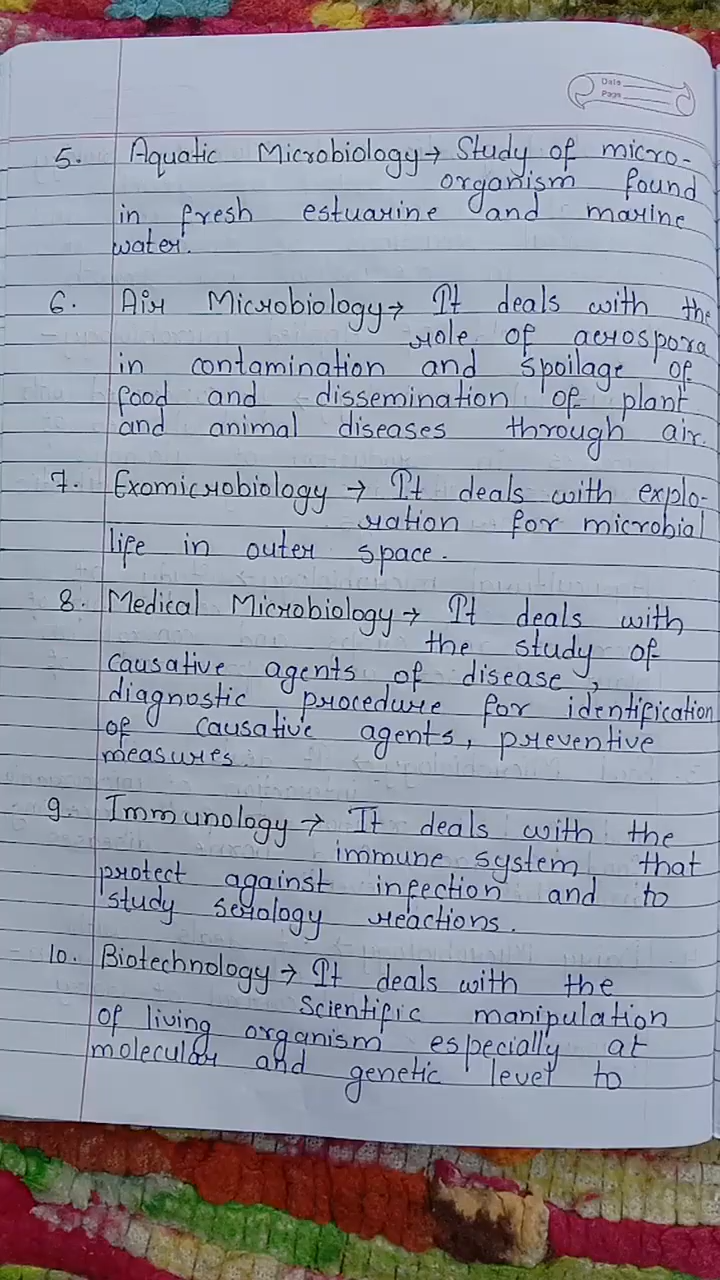 Date
Page
5. Aquatic Microbiology → Study of micro-
organism found
in fresh estuarine and marine
water.
6. Air Microbiology → It deals with the
role of aerospora
in contamination and spoilage of
food and dissemination of plant
and animal diseases through air.
7. Exomicrobiology → It deals with explo-
ration for microbial
life in outer space.
8. Medical Microbiology → It deals with
the study of
causative agents of disease,
diagnostic procedure for identification
of causative agents, preventive
measures.
9. Immunology → It deals with the
immune system that
protect against infection and to
study serology reactions.
10. Biotechnology → It deals with the
Scientific manipulation
of living organism especially at
molecular and genetic level to